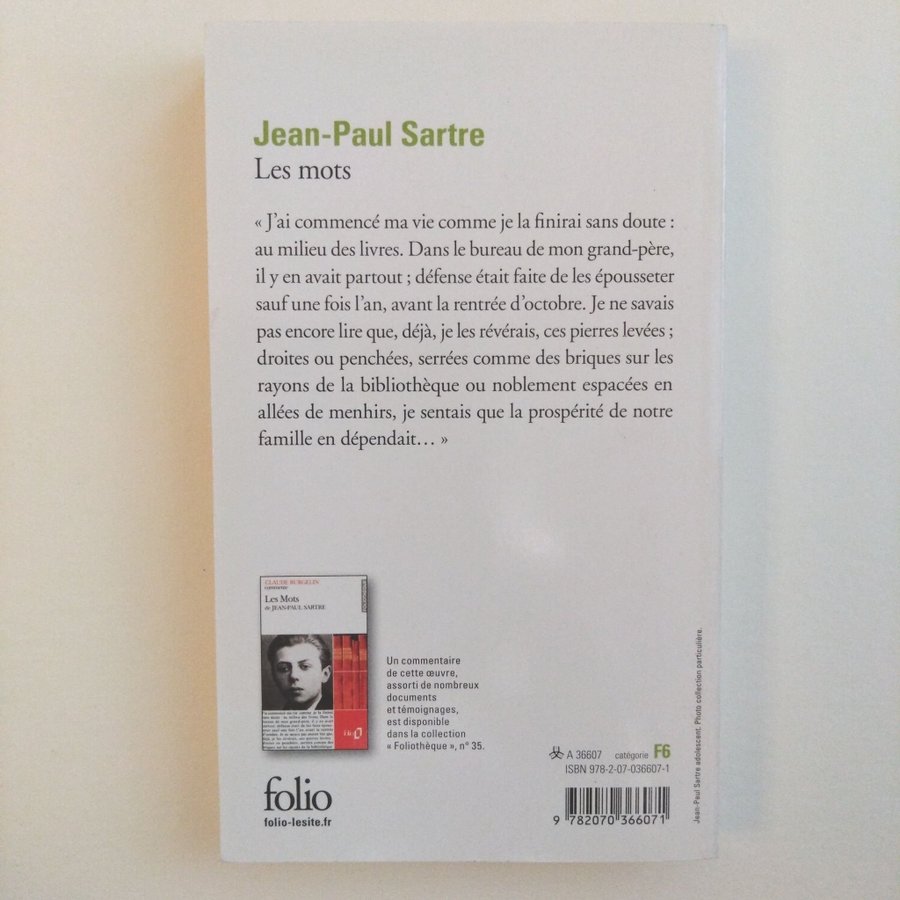 Jean-Paul Sartre
Les mots
« J’ai commencé ma vie comme je la finirai sans doute :
au milieu des livres. Dans le bureau de mon grand-père,
il y en avait partout ; défense était faite de les épousseter
sauf une fois l’an, avant la rentrée d’octobre. Je ne savais
pas encore lire que, déjà, je les révérais, ces pierres levées ;
droites ou penchées, serrées comme des briques sur les
rayons de la bibliothèque ou noblement espacées en
allées de menhirs, je sentais que la prospérité de notre
famille en dépendait… »
CLAUDE BURGELIN
commente
Les Mots
de JEAN-PAUL SARTRE
Un commentaire
de cette œuvre,
assorti de nombreux
documents
et témoignages,
est disponible
dans la collection
« Foliothèque », n° 35.
folio
folio-lesite.fr
A 36607 catégorie F6
ISBN 978-2-07-036607-1
9 782070 366071
Jean-Paul Sartre adolescent. Photo collection particulière.